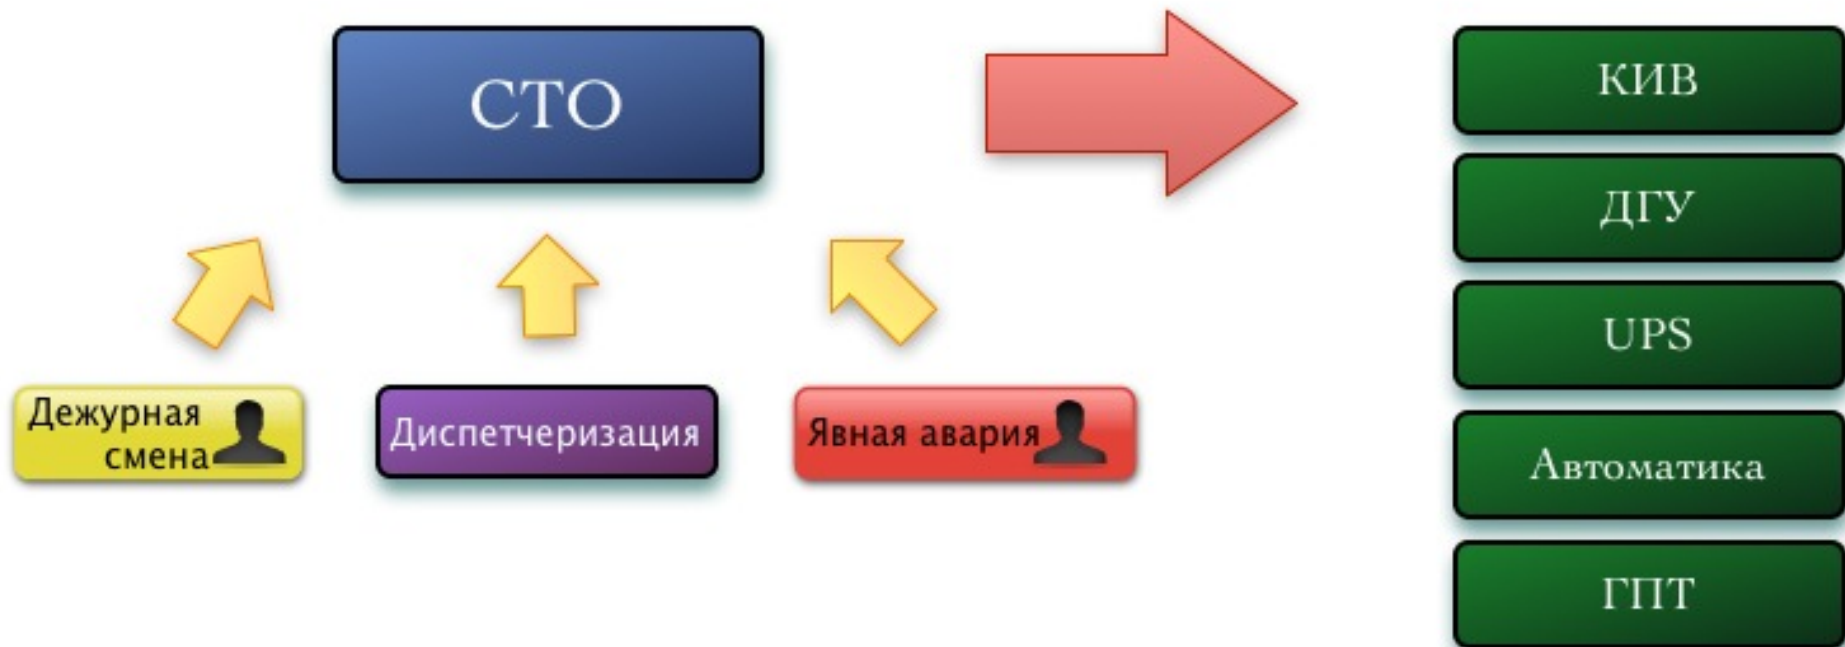 СТО
КИВ
ДГУ
UPS
Автоматика
ГПТ
Дежурная
смена
Диспетчеризация
Явная авария